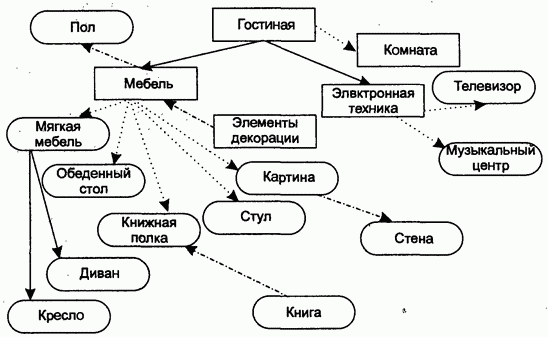 Пол
Гостиная
Комната
Мебель
Электронная
техника
Телевизор
Мягкая
мебель
Элементы
декорации
Музыкальный
центр
Обеденный
стол
Картина
Книжная
полка
Стул
Стена
Диван
Кресло
Книга